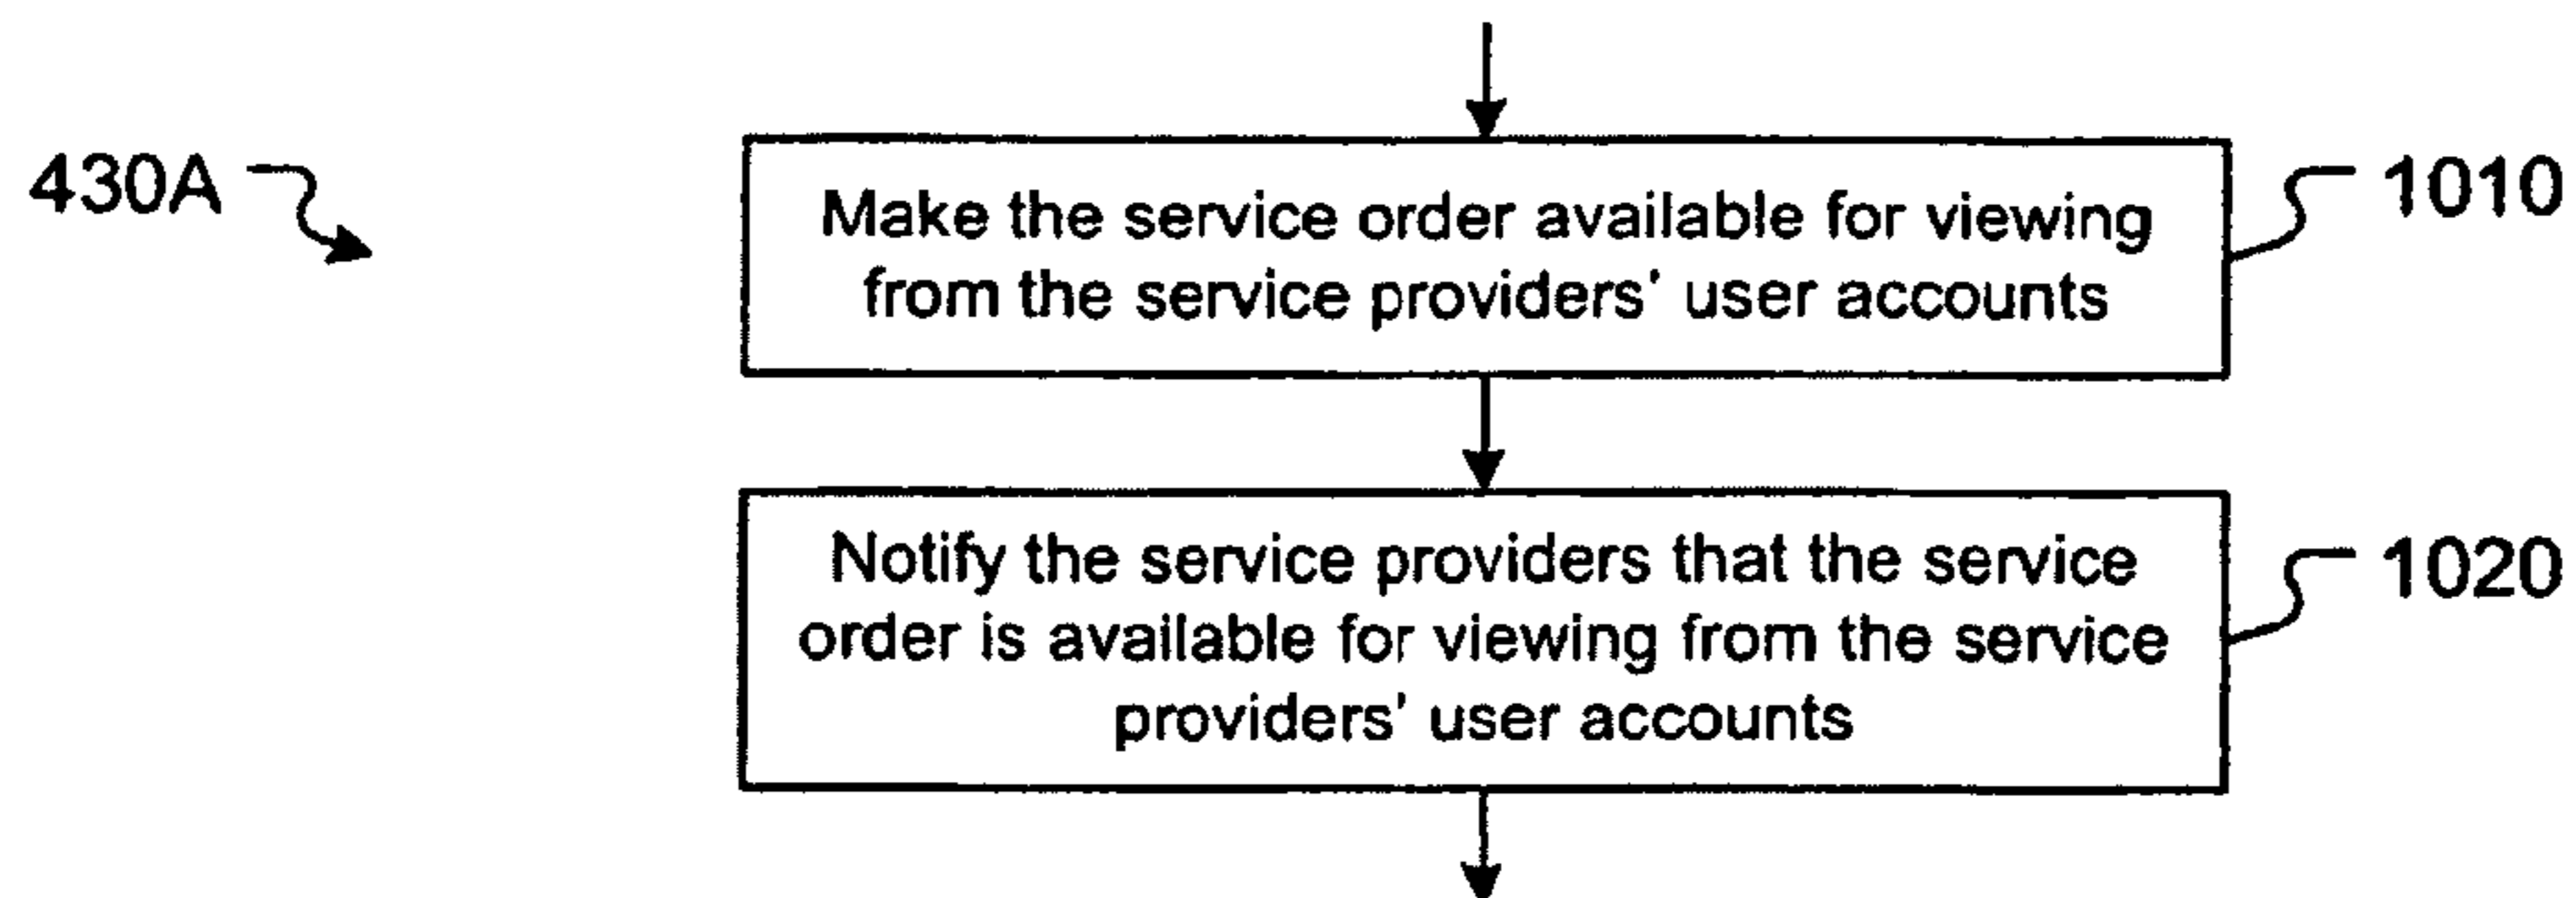 430A
Make the service order available for viewing
from the service providers' user accounts
1010
Notify the service providers that the service
order is available for viewing from the service
providers' user accounts
1020